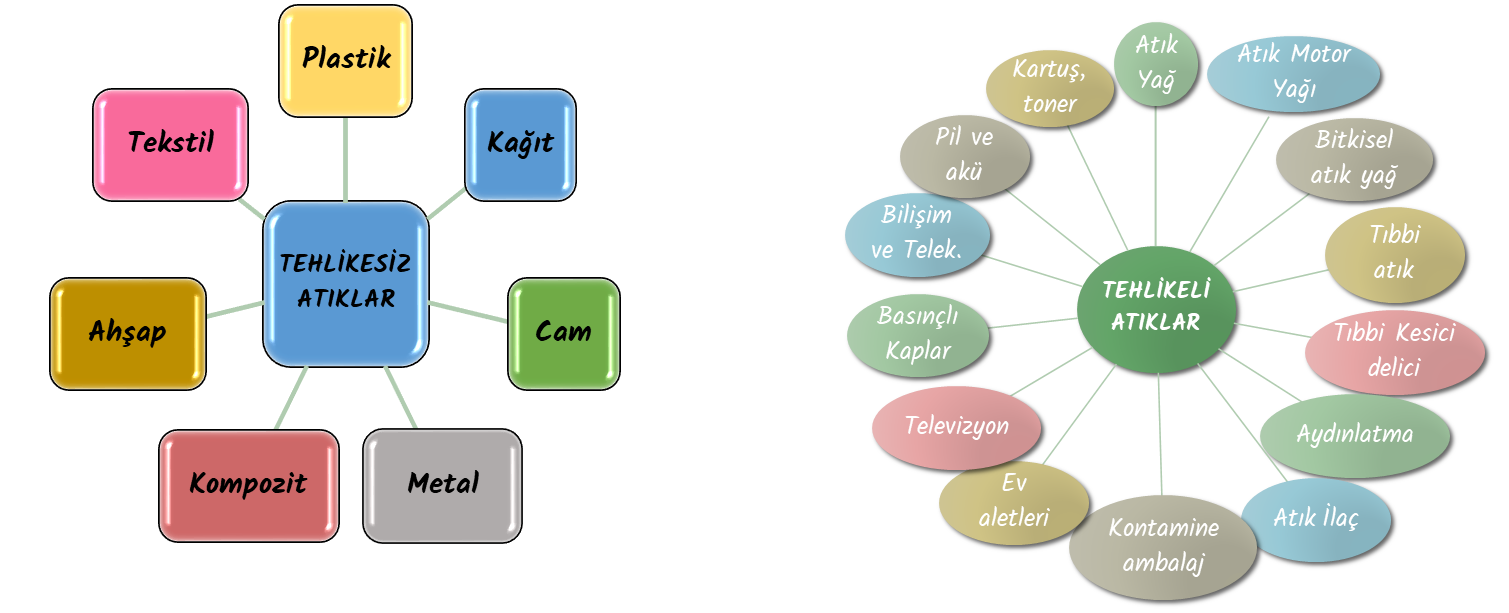 Plastik
Kağıt
Cam
Metal
Kompozit
Ahşap
Tekstil
TEHLİKESİZ
ATIKLAR
Atık
Yağ
Atık Motor
Yağı
Bitkisel
atık yağ
Tıbbi
atık
Tıbbi Kesici
delici
Aydınlatma
Atık İlaç
Kontamine
ambalaj
Ev
aletleri
Televizyon
Basınçlı
Kaplar
Bilişim
ve Telek.
Pil ve
akü
Kartuş,
toner
TEHLİKELİ
ATIKLAR